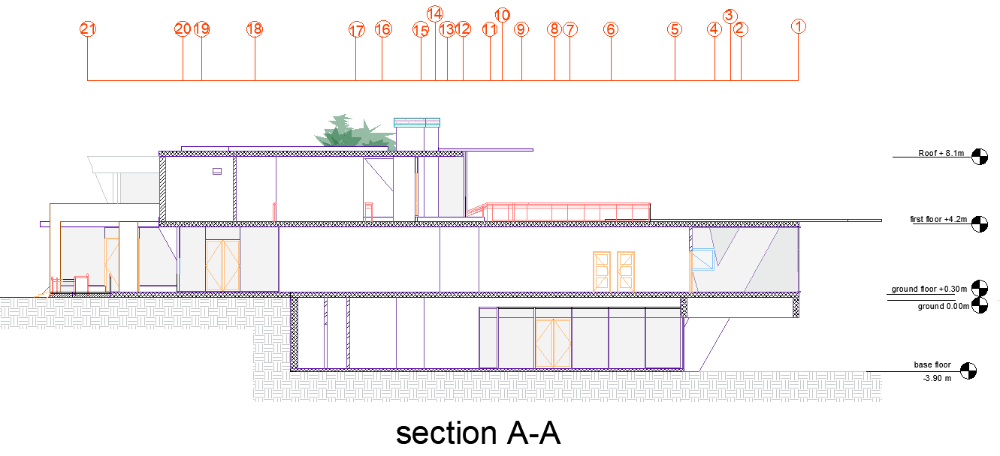 21 20 19 18 17 16 15 14 13 12 11 10 9 8 7 6 5 4 3 2 1
Roof + 8.1m
first floor +4.2m
ground floor +0.30m
ground 0.00m
base floor
-3.90 m
section A-A